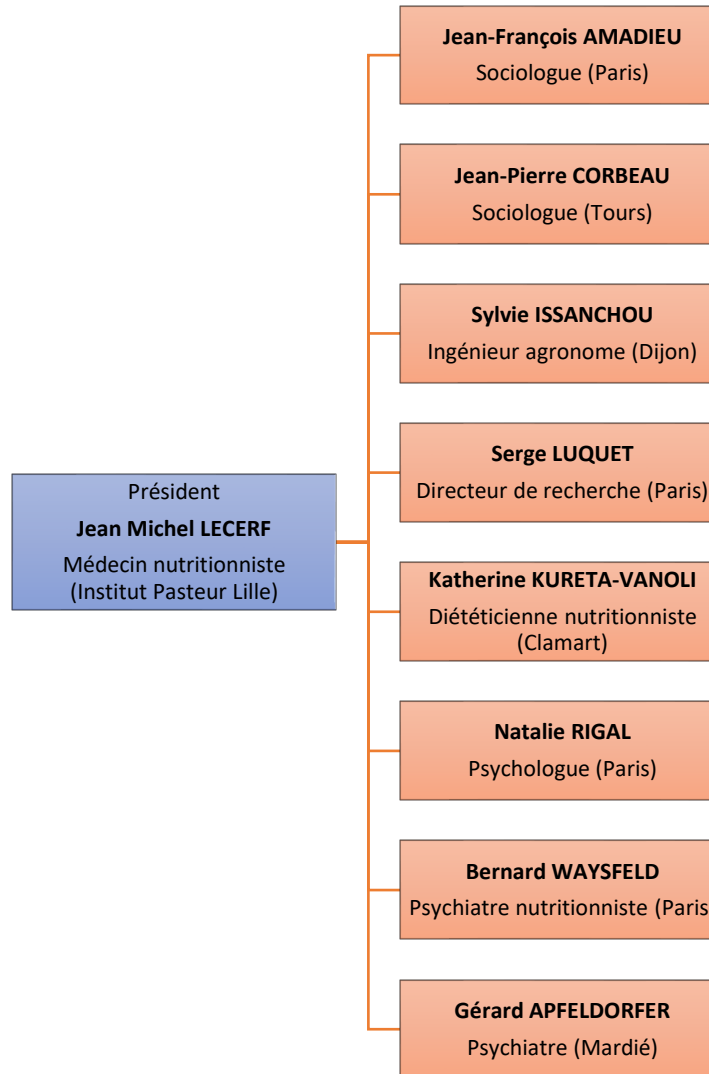 Jean-François AMADIEU
Sociologue (Paris)
Jean-Pierre CORBEAU
Sociologue (Tours)
Sylvie ISSANCHOU
Ingénieur agronome (Dijon)
Serge LUQUET
Directeur de recherche (Paris)
Président
Jean Michel LECERF
Médecin nutritionniste
(Institut Pasteur Lille)
Katherine KURETA-VANOLI
Diététicienne nutritionniste
(Clamart)
Natalie RIGAL
Psychologue (Paris)
Bernard WAYSFELD
Psychiatre nutritionniste (Paris
Gérard APFELDORFER
Psychiatre (Mardié)